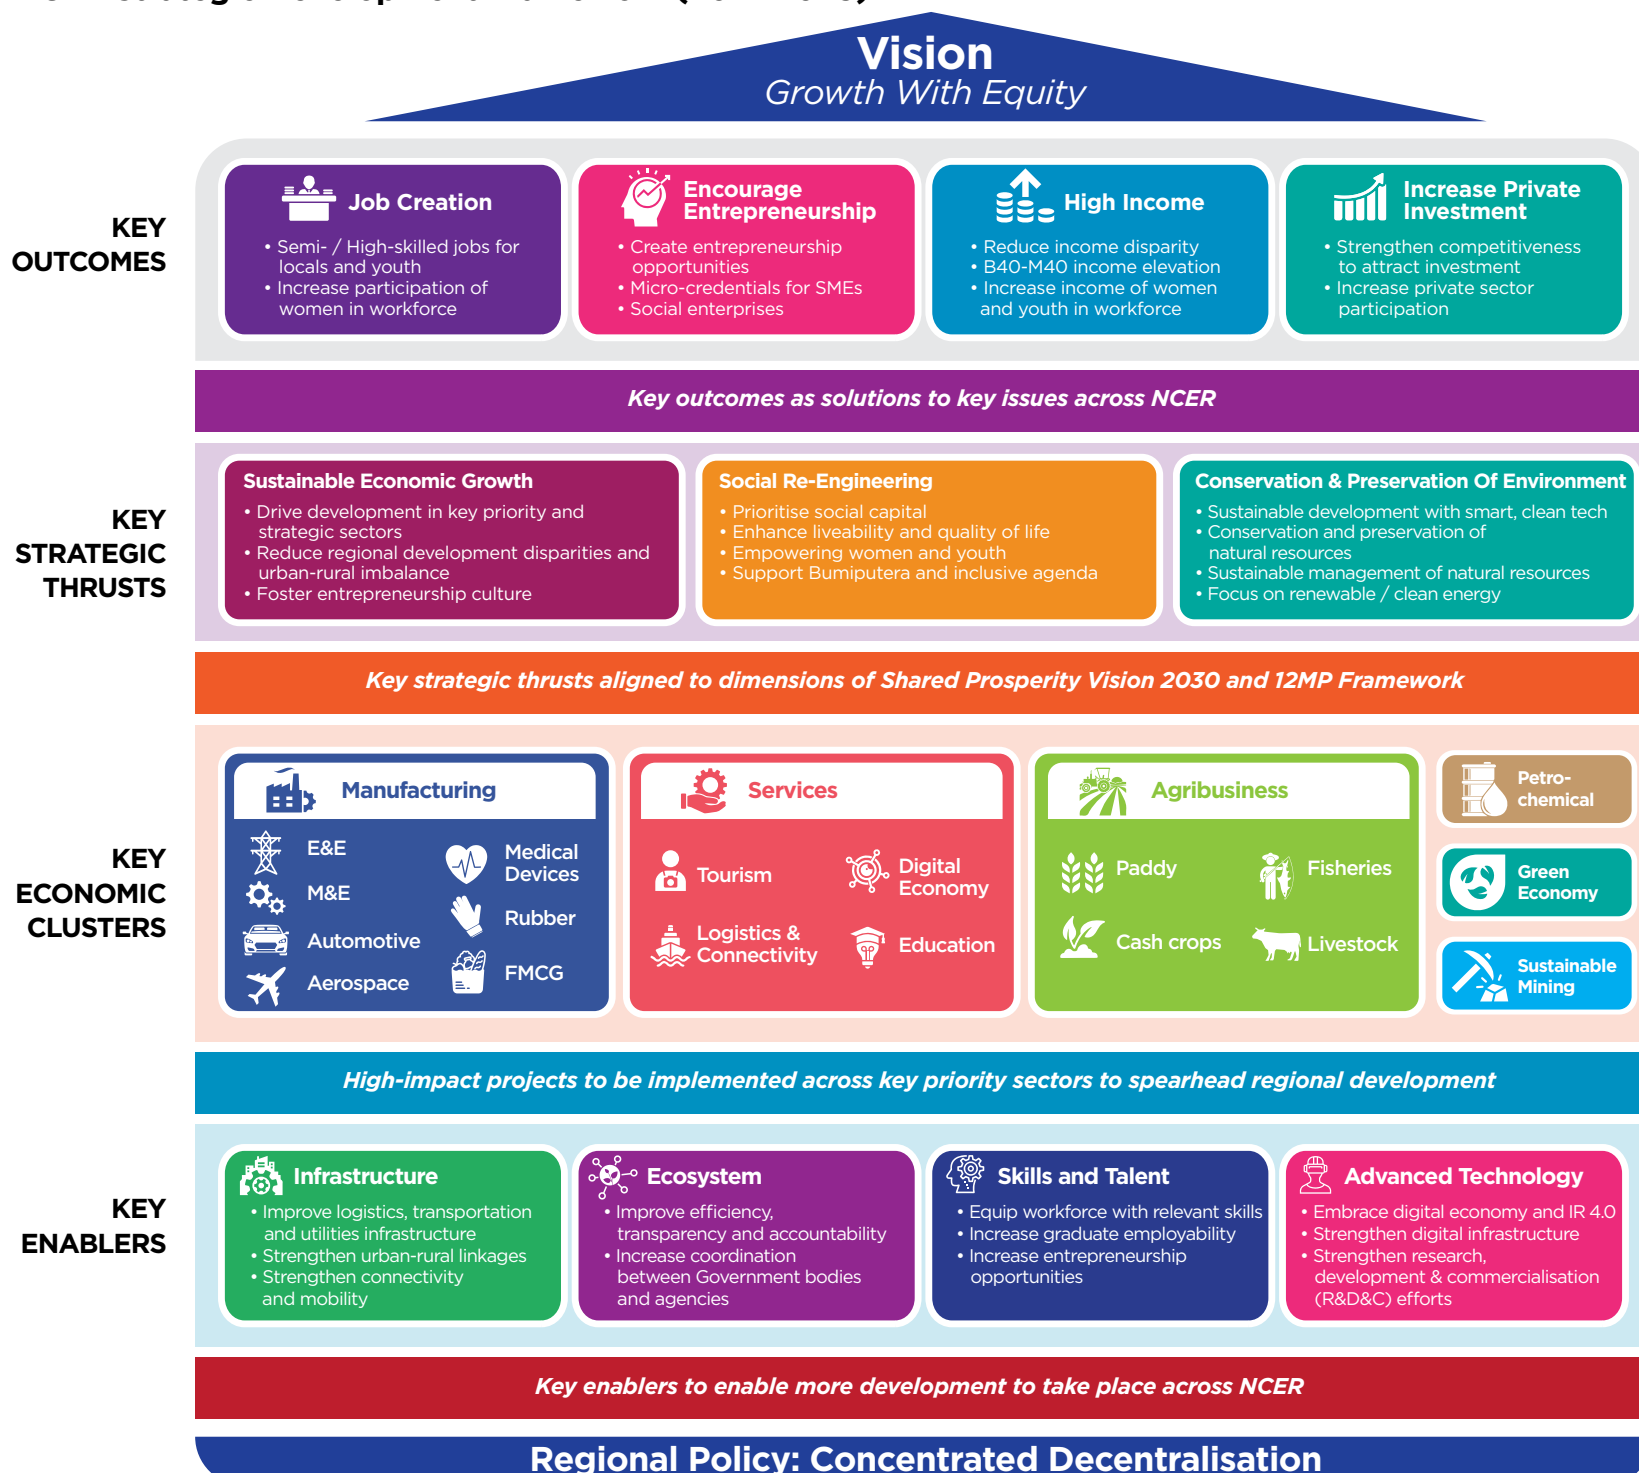 Vision
Growth With Equity
KEY
OUTCOMES
Job Creation
• Semi- / High-skilled jobs for
locals and youth
• Increase participation of
women in workforce
Encourage
Entrepreneurship
• Create entrepreneurship
opportunities
• Micro-credentials for SMEs
• Social enterprises
High Income
• Reduce income disparity
• B40-M40 income elevation
• Increase income of women
and youth in workforce
Increase Private
Investment
• Strengthen competitiveness
to attract investment
• Increase private sector
participation
Key outcomes as solutions to key issues across NCER
KEY
STRATEGIC
THRUSTS
Sustainable Economic Growth
• Drive development in key priority and
strategic sectors
• Reduce regional development disparities and
urban-rural imbalance
• Foster entrepreneurship culture
Social Re-Engineering
• Prioritise social capital
• Enhance liveability and quality of life
• Empowering women and youth
• Support Bumiputera and inclusive agenda
Conservation & Preservation Of Environment
• Sustainable development with smart, clean tech
• Conservation and preservation of
natural resources
• Sustainable management of natural resources
• Focus on renewable / clean energy
Key strategic thrusts aligned to dimensions of Shared Prosperity Vision 2030 and 12MP Framework
KEY
ECONOMIC
CLUSTERS
Manufacturing
E&E
M&E
Automotive
Aerospace
Medical
Devices
Rubber
FMCG
Services
Tourism
Logistics &
Connectivity
Digital
Economy
Education
Agribusiness
Paddy
Cash crops
Fisheries
Livestock
Petro-
chemical
Green
Economy
Sustainable
Mining
High-impact projects to be implemented across key priority sectors to spearhead regional development
KEY
ENABLERS
Infrastructure
• Improve logistics, transportation
and utilities infrastructure
• Strengthen urban-rural linkages
• Strengthen connectivity
and mobility
Ecosystem
• Improve efficiency,
transparency and accountability
• Increase coordination
between Government bodies
and agencies
Skills and Talent
• Equip workforce with relevant skills
• Increase graduate employability
• Increase entrepreneurship
opportunities
Advanced Technology
• Embrace digital economy and IR 4.0
• Strengthen digital infrastructure
• Strengthen research,
development & commercialisation
(R&D&C) efforts
Key enablers to enable more development to take place across NCER
Regional Policy: Concentrated Decentralisation